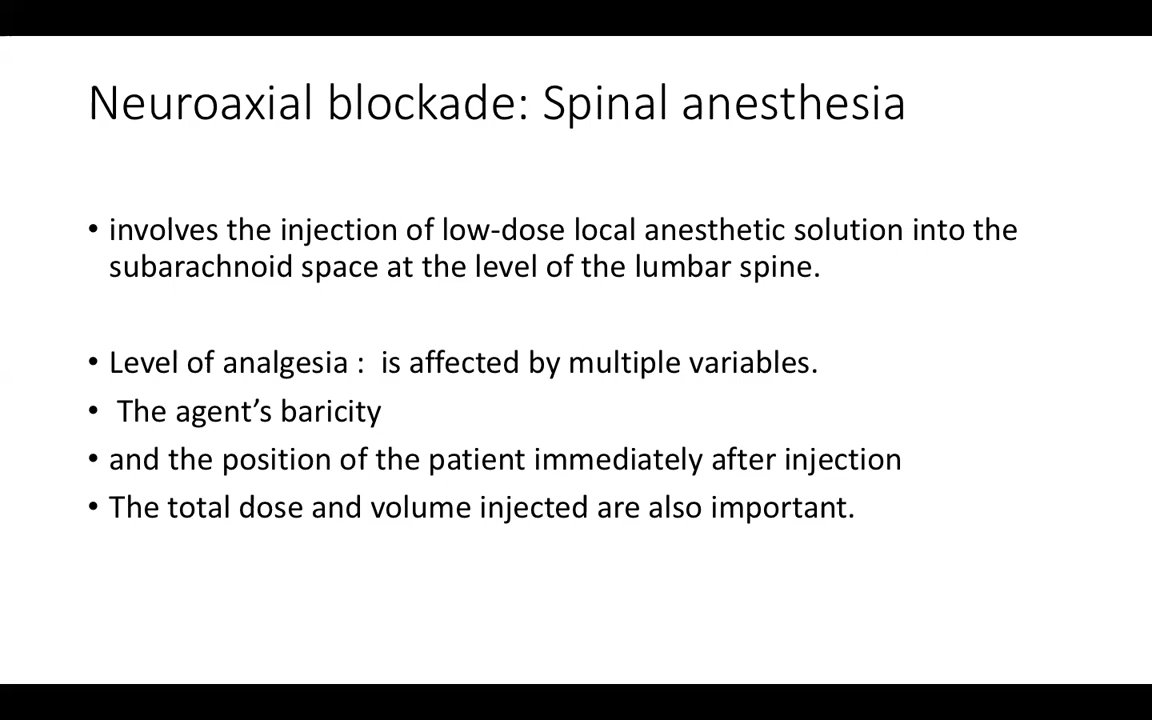 Neuroaxial blockade: Spinal anesthesia
• involves the injection of low-dose local anesthetic solution into the
subarachnoid space at the level of the lumbar spine.
• Level of analgesia :  is affected by multiple variables.
•  The agent’s baricity
• and the position of the patient immediately after injection
• The total dose and volume injected are also important.